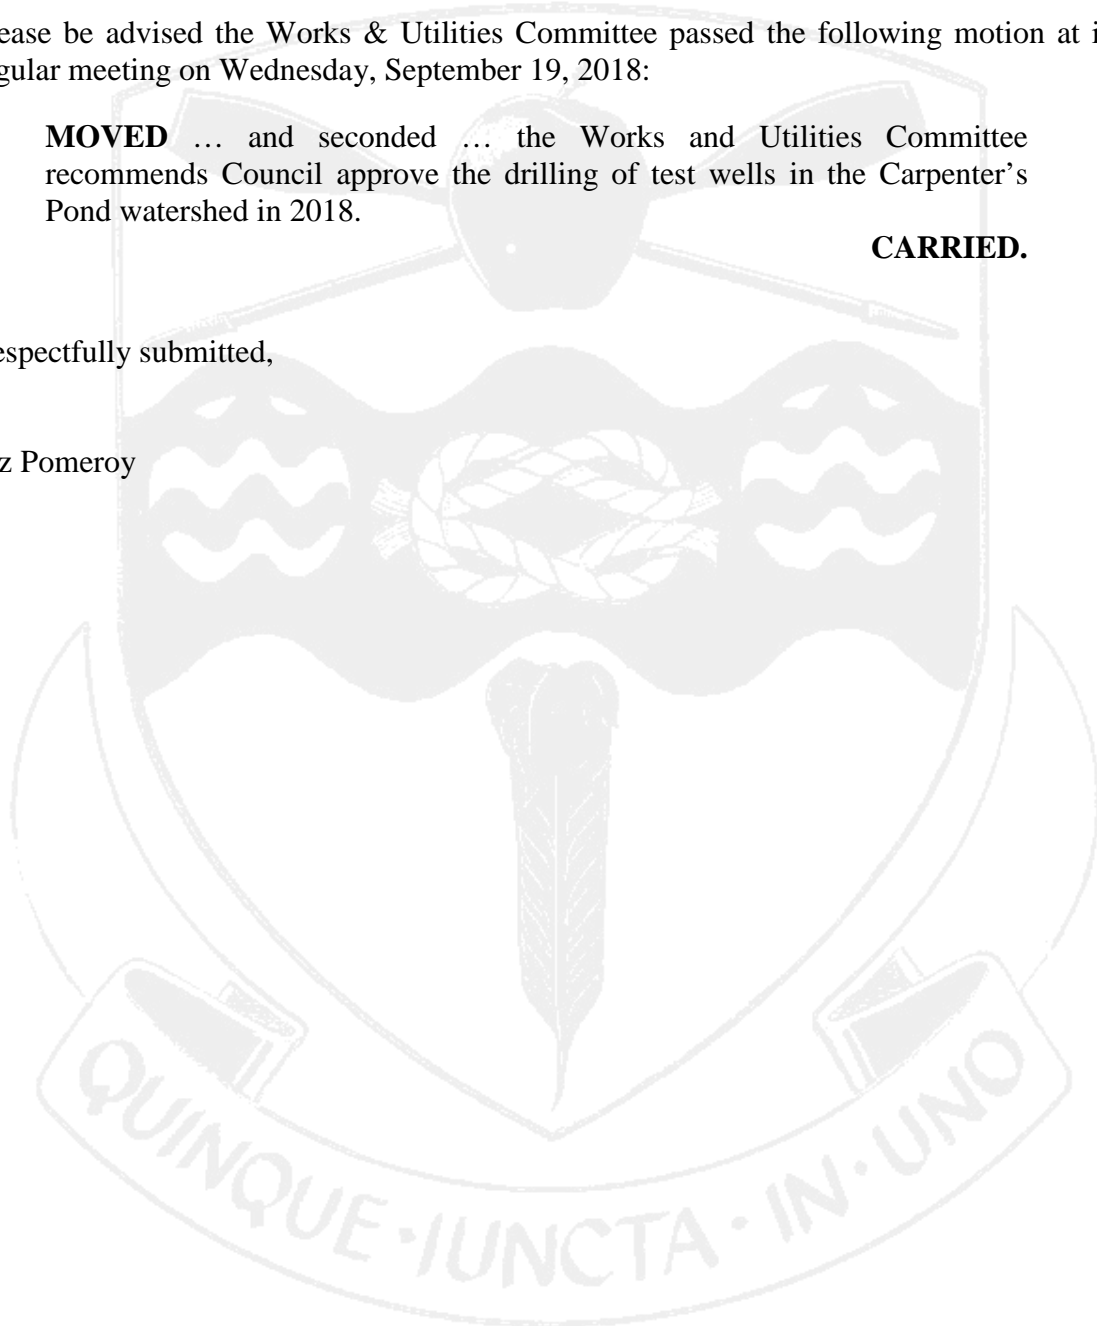 ease be advised the Works & Utilities Committee passed the following motion at i
gular meeting on Wednesday, September 19, 2018:
MOVED … and seconded … the Works and Utilities Committee
recommends Council approve the drilling of test wells in the Carpenter’s
Pond watershed in 2018.
CARRIED.
espectfully submitted,
z Pomeroy
QUINQUE·IUNCTA·IN·UNO